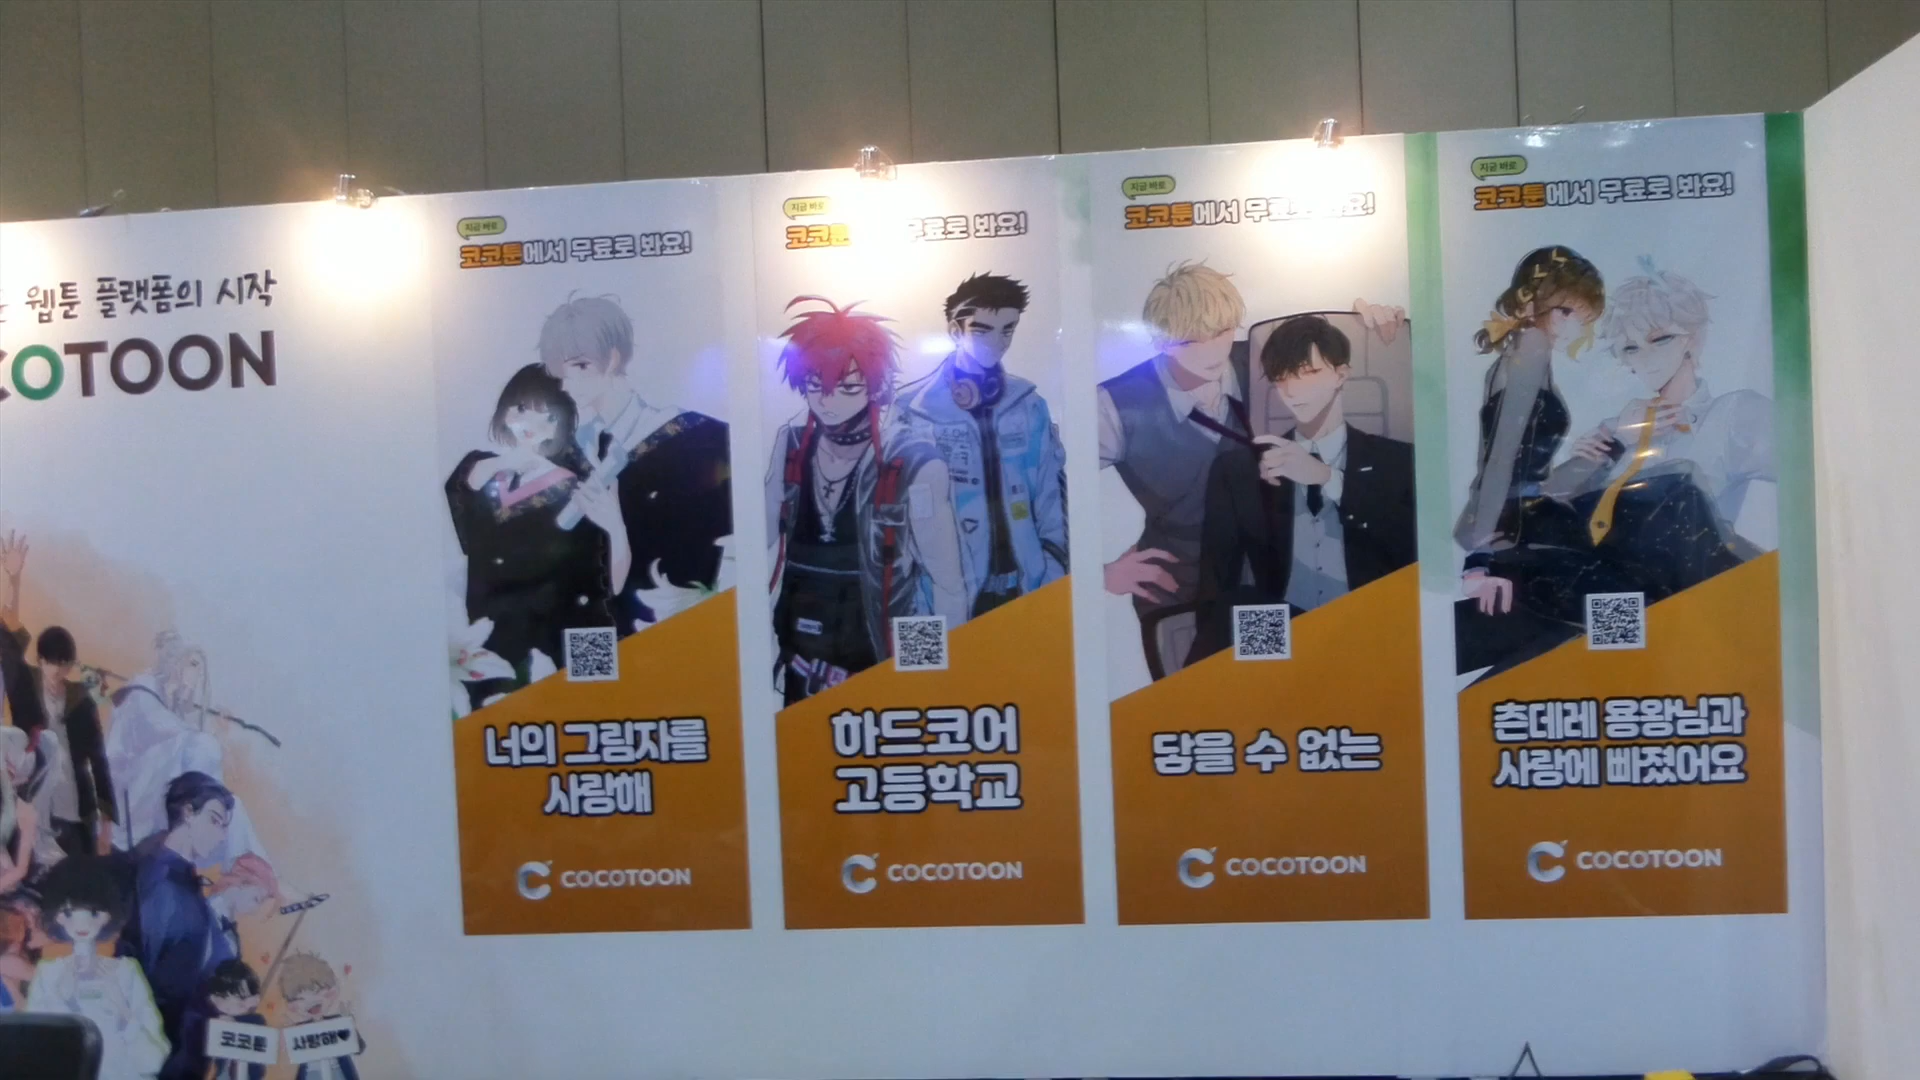 웹툰 플랫폼의 시작
COTOON
코코툰
사랑해
지금 바로
코코툰에서 무료로 봐요!
너의 그림자를
사랑해
COCOTOON
지금 바로
코코툰 무료로 봐요!
하드코어
고등학교
COCOTOON
지금 바로
코코툰에서 무료로 봐요!
닿을 수 없는
COCOTOON
지금 바로
코코툰에서 무료로 봐요!
츤데레 용왕님과
사랑에 빠졌어요
COCOTOON